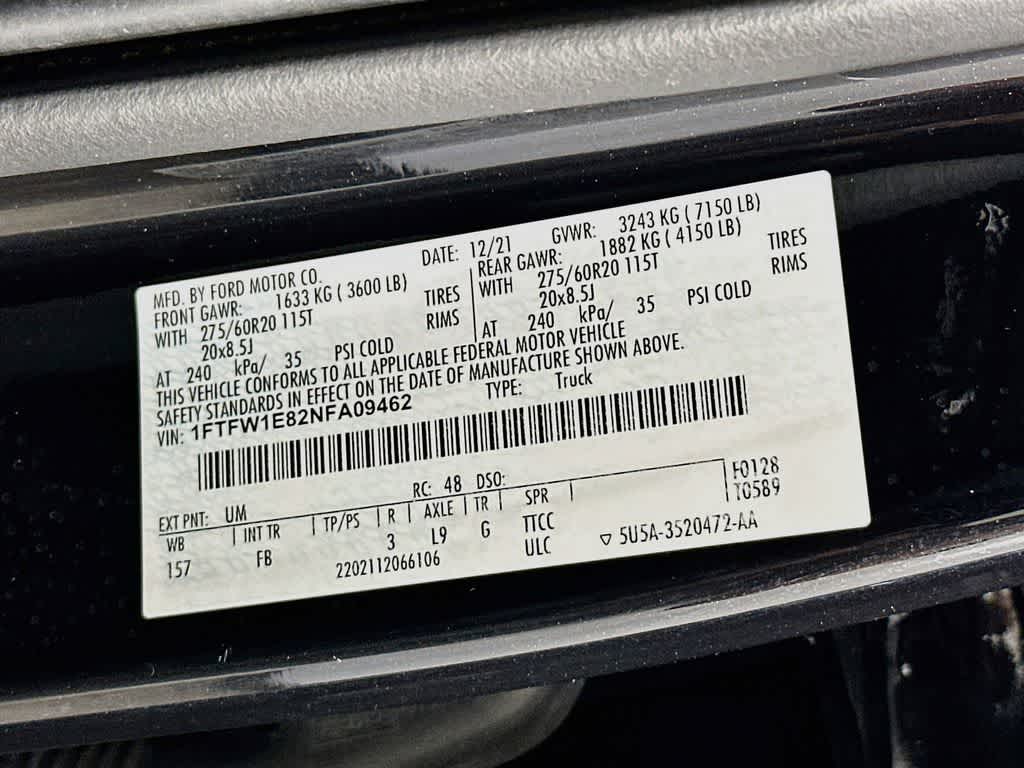 MFD. BY FORD MOTOR CO. DATE: 12/21 GVWR: 3243 KG ( 7150 LB)
FRONT GAWR: 1633 KG ( 3600 LB) REAR GAWR: 1882 KG ( 4150 LB)
WITH 275/60R20 115T TIRES WITH 275/60R20 115T TIRES
20x8.5J RIMS 20x8.5J RIMS
AT 240 kPa/ 35 PSI COLD AT 240 kPa/ 35 PSI COLD
THIS VEHICLE CONFORMS TO ALL APPLICABLE FEDERAL MOTOR VEHICLE
SAFETY STANDARDS IN EFFECT ON THE DATE OF MANUFACTURE SHOWN ABOVE.
VIN: 1FTFW1E82NFA09462 TYPE: Truck
EXT PNT: UM RC: 48 DSO: F0128
WB INT TR TP/PS R AXLE TR SPR T0589
157 FB 3 L9 G TTCC
2202112066106 ULC ▽ 5U5A-3520472-AA